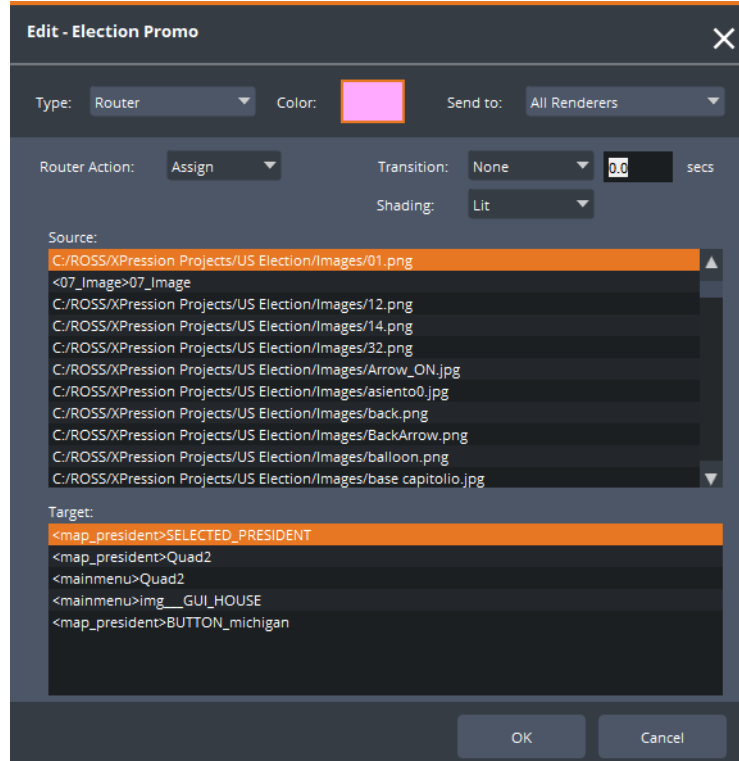 Edit - Election Promo
Type: Router Color: Send to: All Renderers
Router Action: Assign Transition: None 0.0 secs
Shading: Lit
Source:
C:/ROSS/XPression Projects/US Election/Images/01.png
<07_Image>07_Image
C:/ROSS/XPression Projects/US Election/Images/12.png
C:/ROSS/XPression Projects/US Election/Images/14.png
C:/ROSS/XPression Projects/US Election/Images/32.png
C:/ROSS/XPression Projects/US Election/Images/Arrow_ON.jpg
C:/ROSS/XPression Projects/US Election/Images/asiento0.jpg
C:/ROSS/XPression Projects/US Election/Images/back.png
C:/ROSS/XPression Projects/US Election/Images/BackArrow.png
C:/ROSS/XPression Projects/US Election/Images/balloon.png
C:/ROSS/XPression Projects/US Election/Images/base capitolio.jpg
Target:
<map_president>SELECTED_PRESIDENT
<map_president>Quad2
<mainmenu>Quad2
<mainmenu>img___GUI_HOUSE
<map_president>BUTTON_michigan
OK Cancel